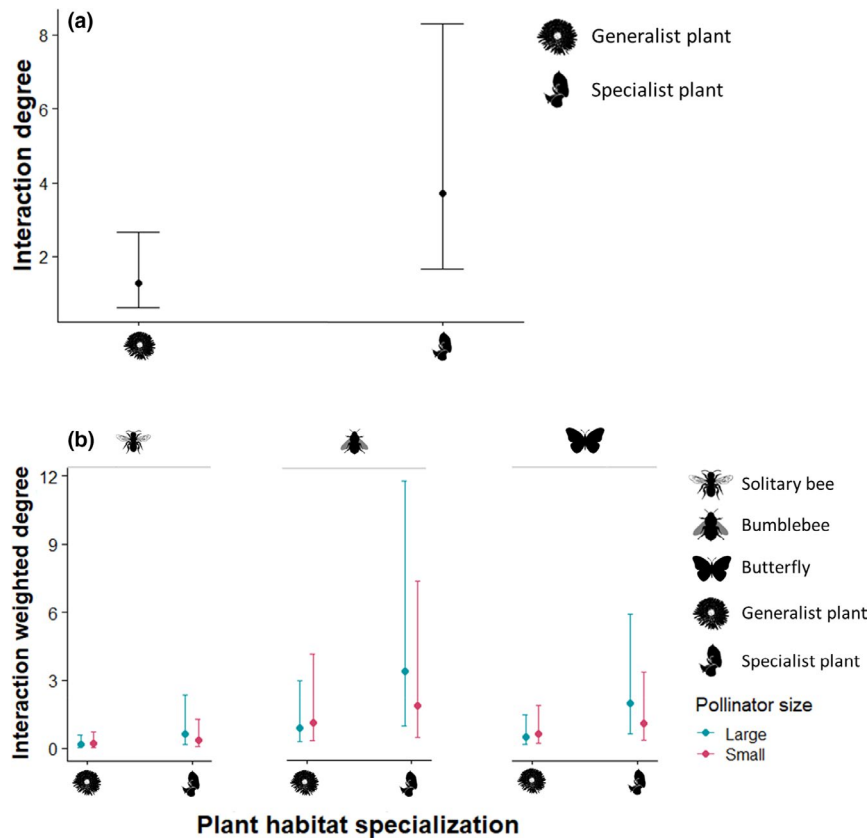 (a)
Interaction degree
8
6
4
2
Generalist plant
Specialist plant
(b)
Interaction weighted degree
12
9
6
3
0
Solitary bee
Bumblebee
Butterfly
Generalist plant
Specialist plant
Pollinator size
Large
Small
Plant habitat specialization